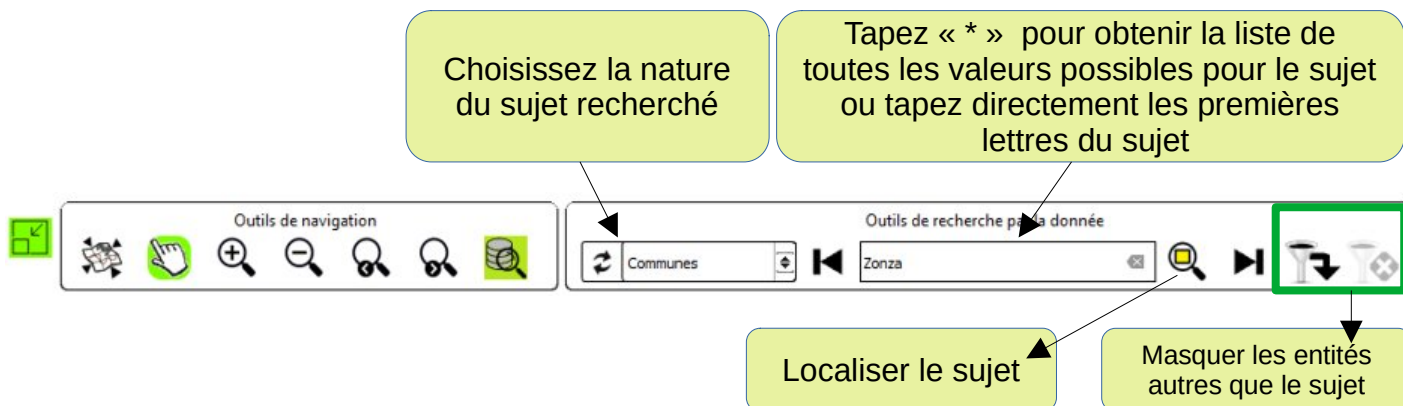 Choisissez la nature
du sujet recherché
Tapez « * » pour obtenir la liste de
toutes les valeurs possibles pour le sujet
ou tapez directement les premières
lettres du sujet
Outils de navigation
Outils de recherche par la donnée
Communes
Zonza
Localiser le sujet
Masquer les entités
autres que le sujet